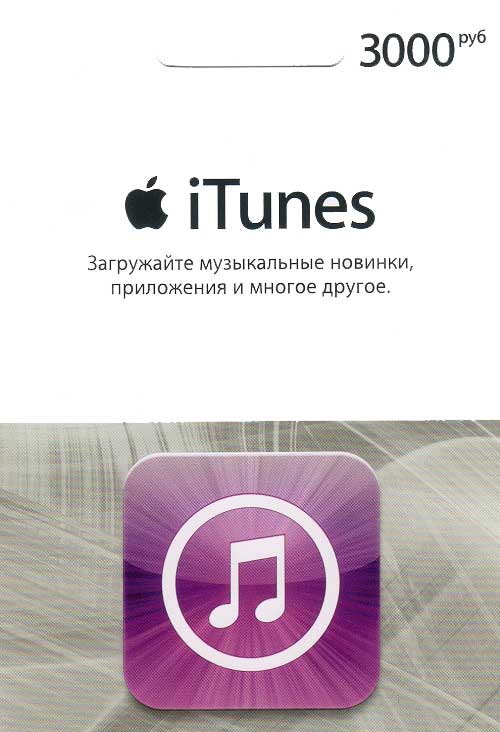 3000 руб
iTunes
Загружайте музыкальные новинки,
приложения и многое другое.